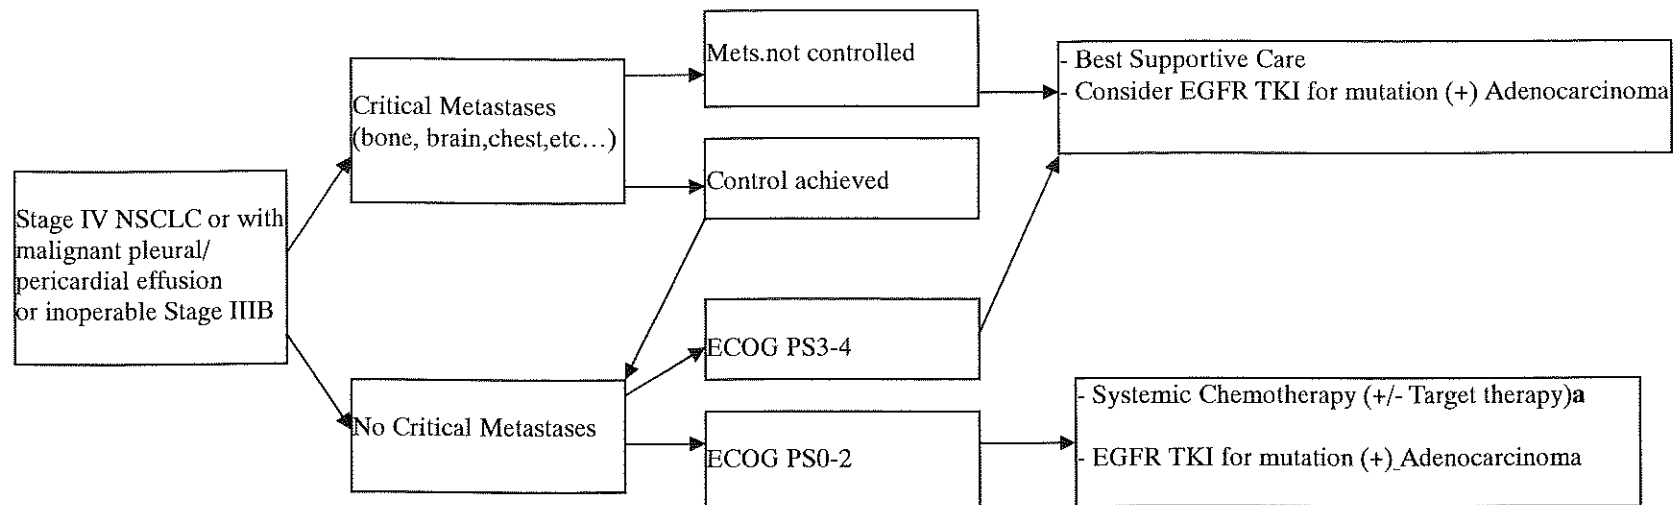 Mets.not controlled
- Best Supportive Care
- Consider EGFR TKI for mutation (+) Adenocarcinoma
Critical Metastases
(bone, brain,chest,etc…)
Control achieved
Stage IV NSCLC or with
malignant pleural/
pericardial effusion
or inoperable Stage IIIB
ECOG PS3-4
No Critical Metastases
ECOG PS0-2
- Systemic Chemotherapy (+/- Target therapy)a
- EGFR TKI for mutation (+) Adenocarcinoma